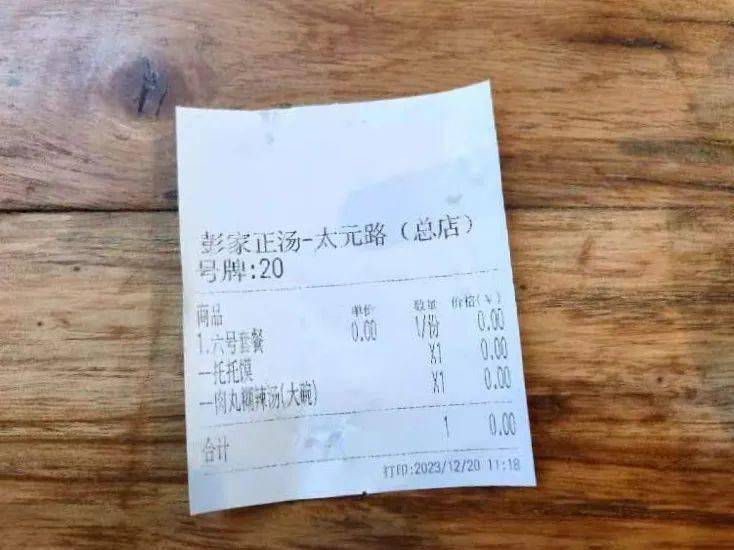 彭家正汤-太元路(总店)
号牌:20
商品 单价 数量 价格(¥)
1.六号套餐 0.00 1/份 0.00
—托托馍 X1 0.00
—肉丸糊辣汤(大碗) X1 0.00
合计 1 0.00
打印:2023/12/20 11:18